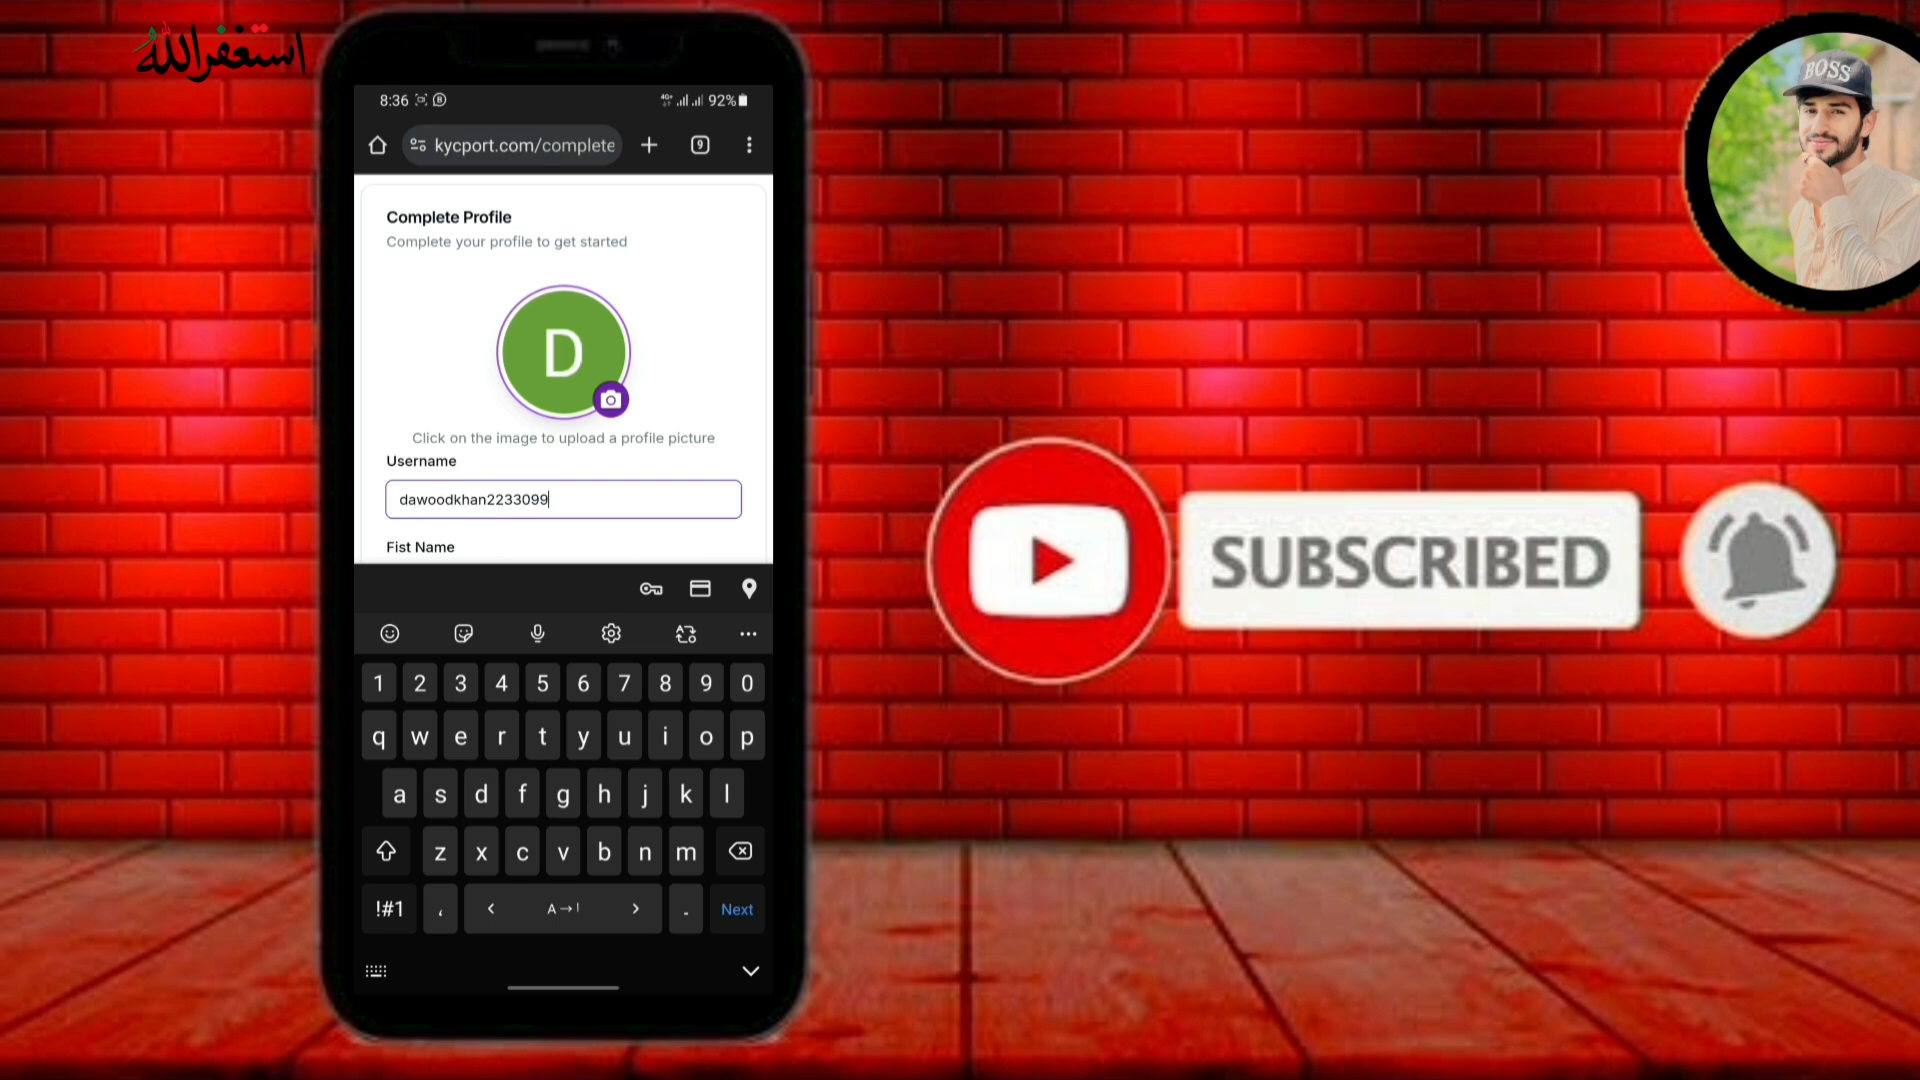 استغفرالله
BOSS
8:36
4G+ 92%
kycport.com/complete
9
Complete Profile
Complete your profile to get started
D
Click on the image to upload a profile picture
Username
dawoodkhan2233099
Fist Name
SUBSCRIBED
1 2 3 4 5 6 7 8 9 0
q w e r t y u i o p
a s d f g h j k l
z x c v b n m
!#1 ، < A→! > . Next